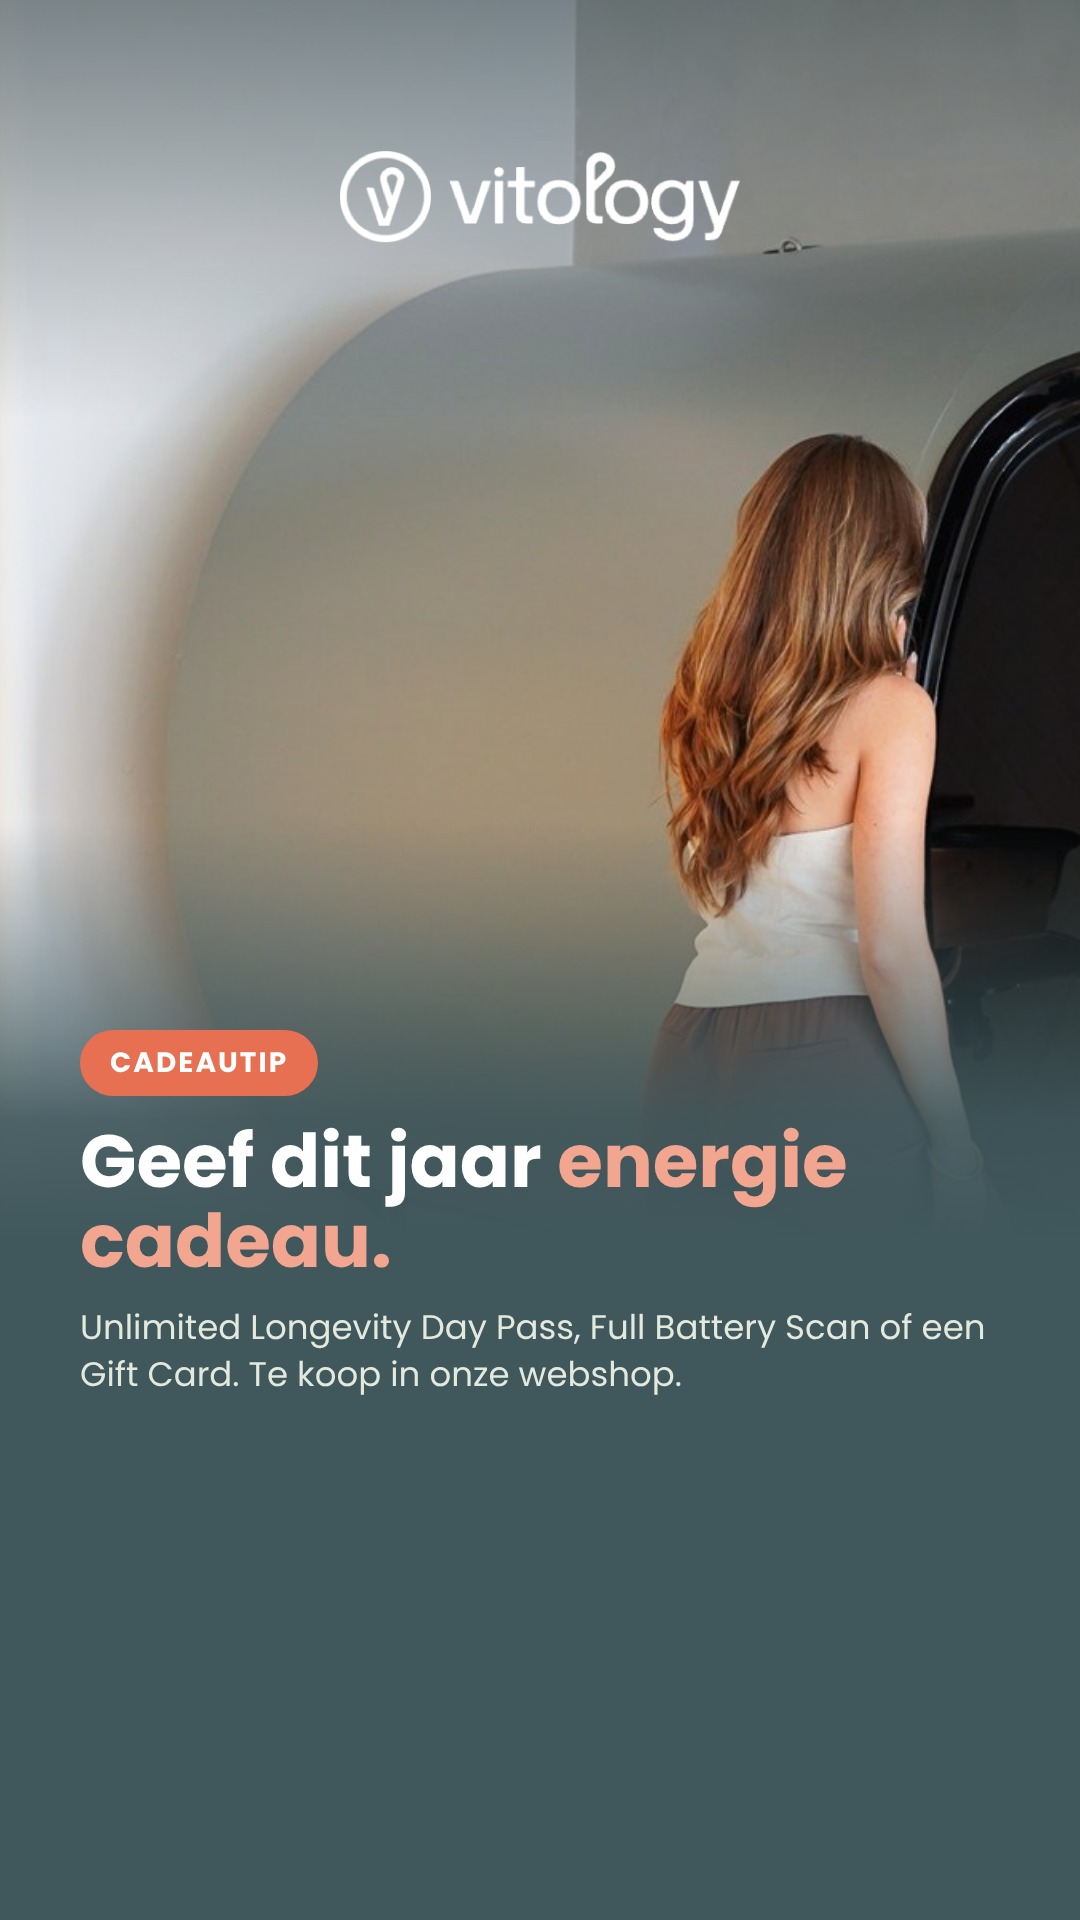 vitology
CADEAUTIP
Geef dit jaar energie
cadeau.
Unlimited Longevity Day Pass, Full Battery Scan of een
Gift Card. Te koop in onze webshop.